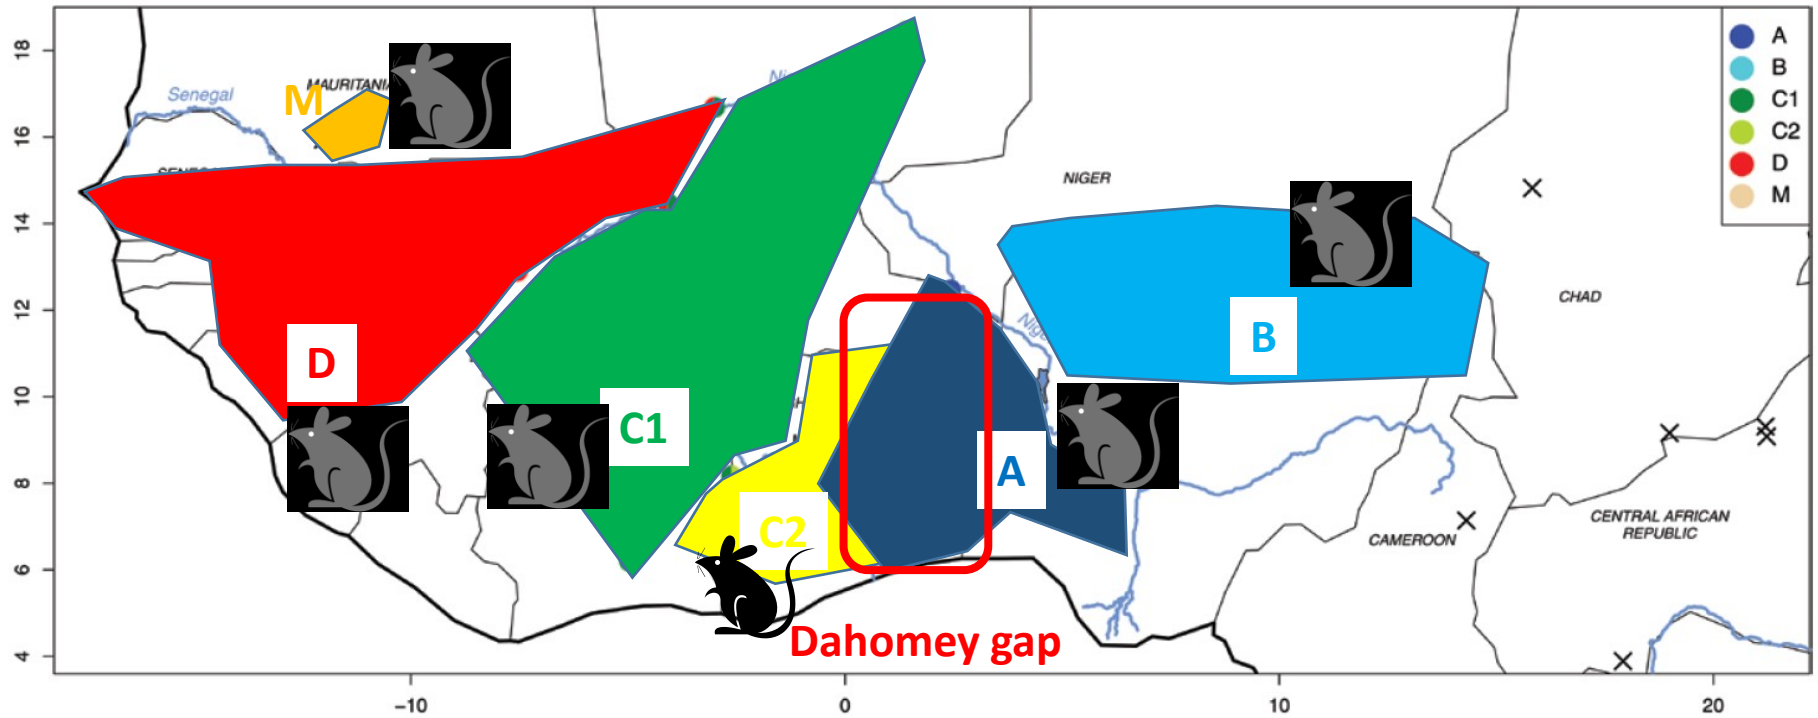 18
16
14
12
10
8
6
4
-10
0
10
20
Senegal
MAURITANIA
M
NIGER
CHAD
D
C1
C2
A
B
CENTRAL AFRICAN
REPUBLIC
CAMEROON
Dahomey gap
A
B
C1
C2
D
M